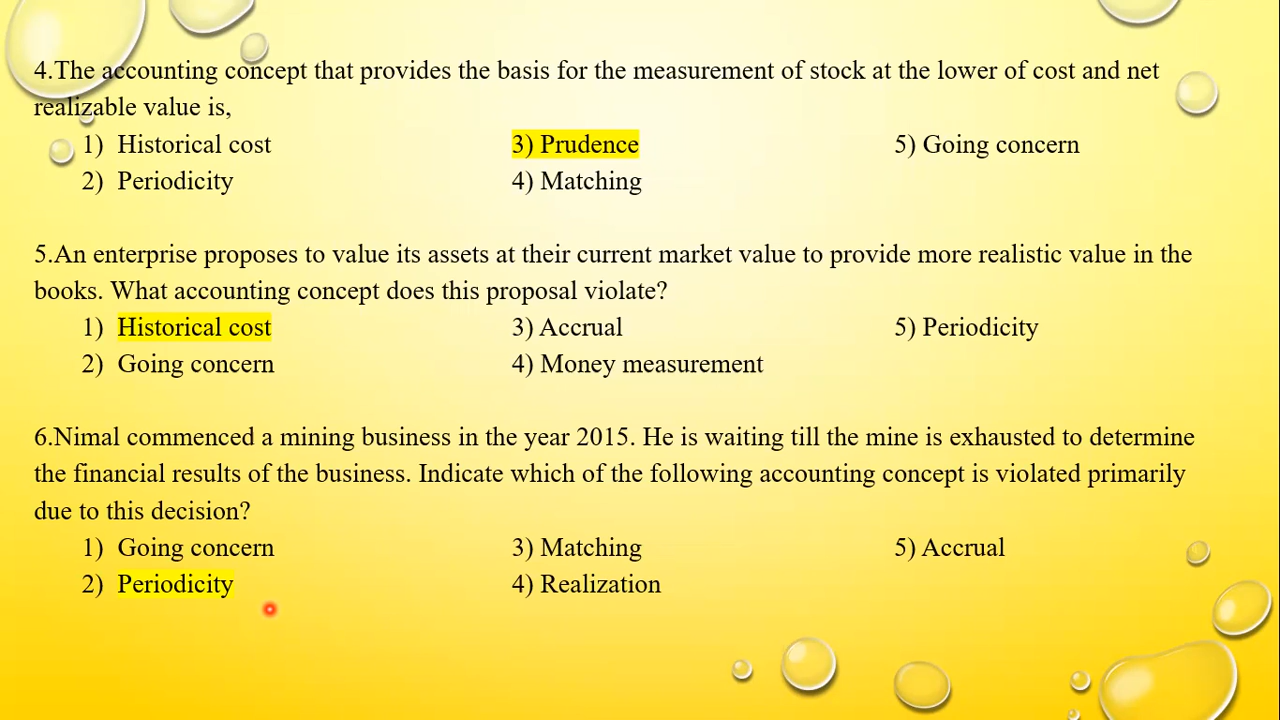 4.The accounting concept that provides the basis for the measurement of stock at the lower of cost and net
realizable value is,
1) Historical cost 3) Prudence 5) Going concern
2) Periodicity 4) Matching
5.An enterprise proposes to value its assets at their current market value to provide more realistic value in the
books. What accounting concept does this proposal violate?
1) Historical cost 3) Accrual 5) Periodicity
2) Going concern 4) Money measurement
6.Nimal commenced a mining business in the year 2015. He is waiting till the mine is exhausted to determine
the financial results of the business. Indicate which of the following accounting concept is violated primarily
due to this decision?
1) Going concern 3) Matching 5) Accrual
2) Periodicity 4) Realization